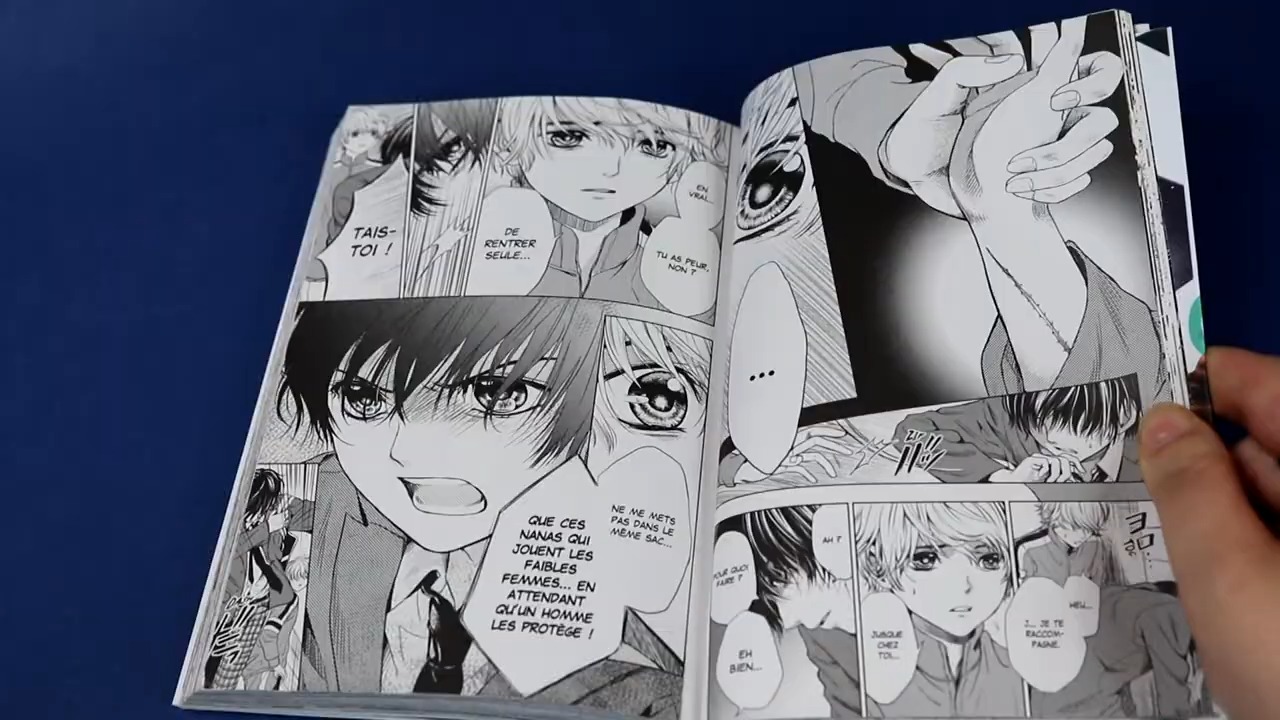 EN
VRAI...
TU AS PEUR,
NON ?
DE
RENTRER
SEULE...
TAIS-
TOI !
NE ME METS
PAS DANS LE
MÊME SAC...
QUE CES
NANAS QUI
JOUENT LES
FAIBLES
FEMMES... EN
ATTENDANT
QU'UN HOMME
LES PROTÈGE !
...
ZIP
HEU...
J... JE TE
RACCOM-
PAGNE.
JUSQUE
CHEZ
TOI...
AH ?
POUR QUOI
FAIRE ?
EH
BIEN...